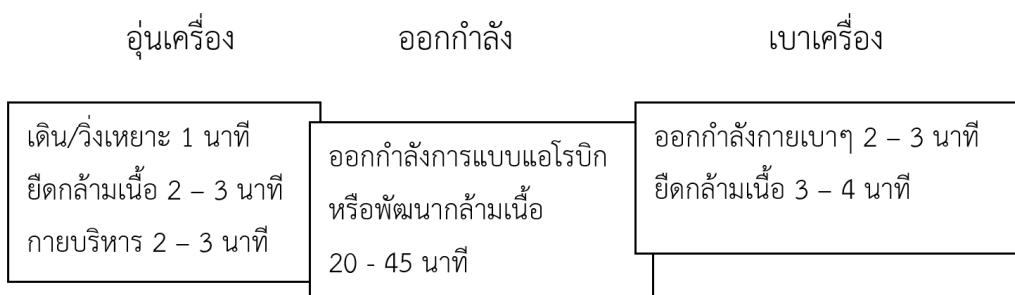 อุ่นเครื่อง
ออกกำลัง
เบาเครื่อง
เดิน/วิ่งเหยาะ 1 นาที
ยืดกล้ามเนื้อ 2 – 3 นาที
กายบริหาร 2 – 3 นาที
ออกกำลังการแบบแอโรบิก
หรือพัฒนากล้ามเนื้อ
20 - 45 นาที
ออกกำลังกายเบาๆ 2 – 3 นาที
ยืดกล้ามเนื้อ 3 – 4 นาที